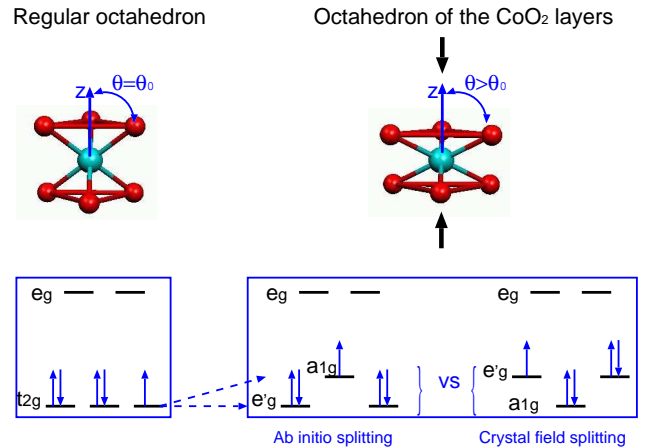 Regular octahedron
Octahedron of the CoO₂ layers
z θ=θ₀
z θ>θ₀
eg
eg
eg
t2g
a1g
e'g
vs
e'g
a1g
Ab initio splitting
Crystal field splitting